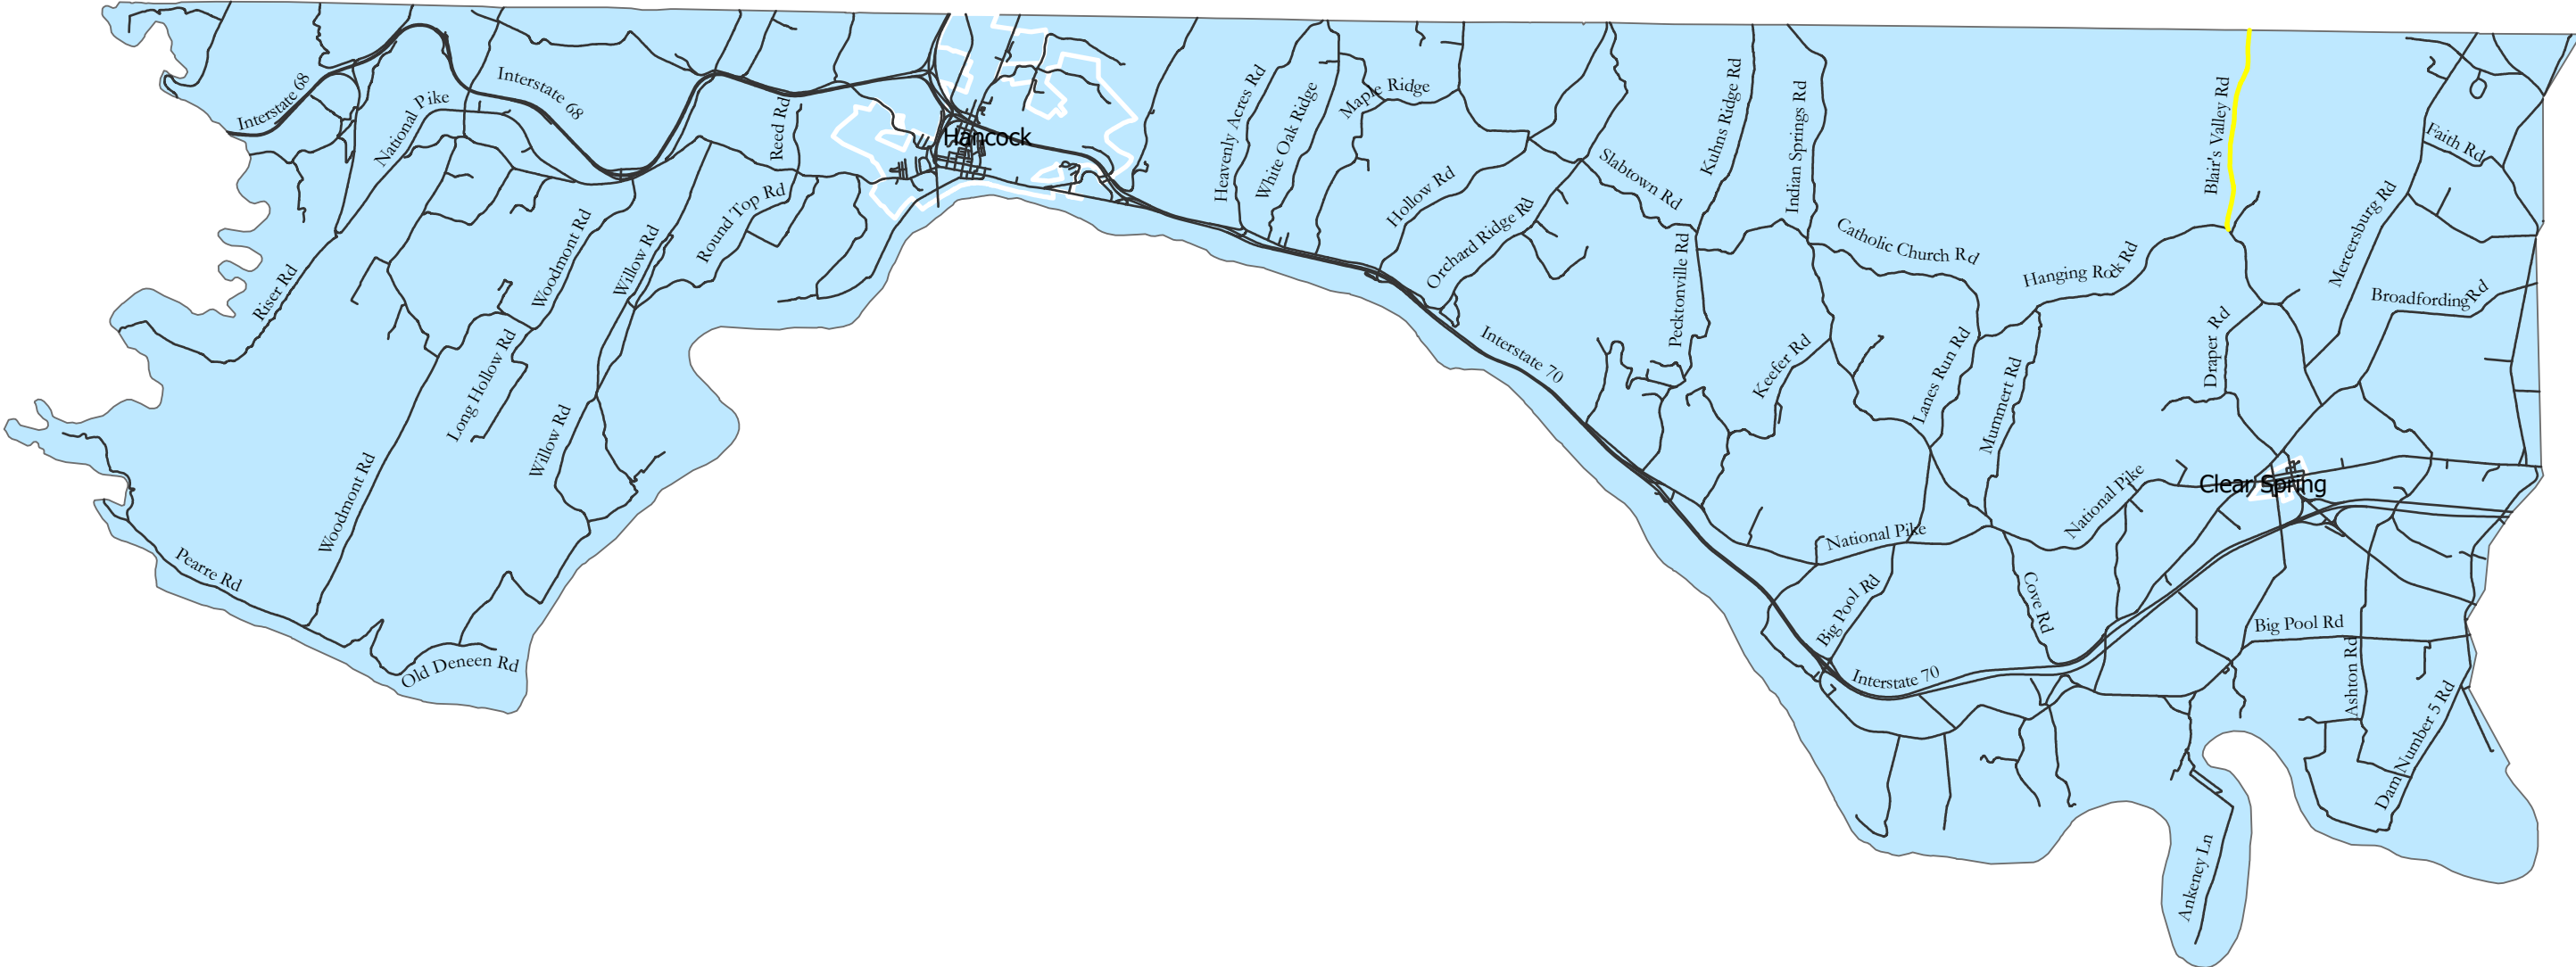 Interstate 68
National Pike
Interstate 68
Reed Rd
Hancock
Heavenly Acres Rd
White Oak Ridge
Maple Ridge
Kuhns Ridge Rd
Indian Springs Rd
Blair's Valley Rd
Faith Rd
Riser Rd
Woodmont Rd
Willow Rd
Round Top Rd
Hollow Rd
Orchard Ridge Rd
Slabtown Rd
Pecktonville Rd
Catholic Church Rd
Hanging Rock Rd
Mercersburg Rd
Broadfording Rd
Long Hollow Rd
Willow Rd
Interstate 70
Keefer Rd
Lanes Run Rd
Mummert Rd
Draper Rd
Woodmont Rd
National Pike
Clear Spring
Pearre Rd
National Pike
Big Pool Rd
Cove Rd
Big Pool Rd
Old Deneen Rd
Interstate 70
Ashton Rd
Dam Number 5 Rd
Ankeney Ln